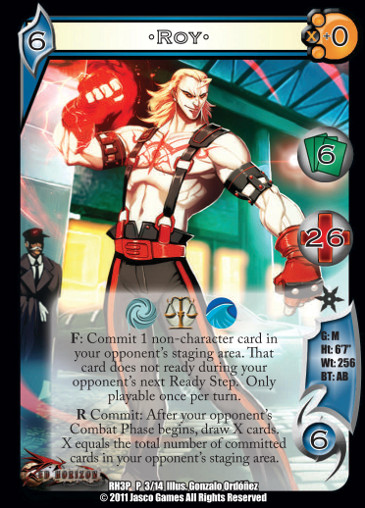 6
·ROY·
X +0
6
26
G: M
Ht: 6'7"
Wt: 256
BT: AB
F: Commit 1 non-character card in
your opponent's staging area. That
card does not ready during your
opponent's next Ready Step. Only
playable once per turn.
R Commit: After your opponent's
Combat Phase begins, draw X cards.
X equals the total number of committed
cards in your opponent's staging area.
6
RED HORIZON
RH3P_P_3/14, Illus. Gonzalo Ordóñez
© 2011 Jasco Games All Rights Reserved